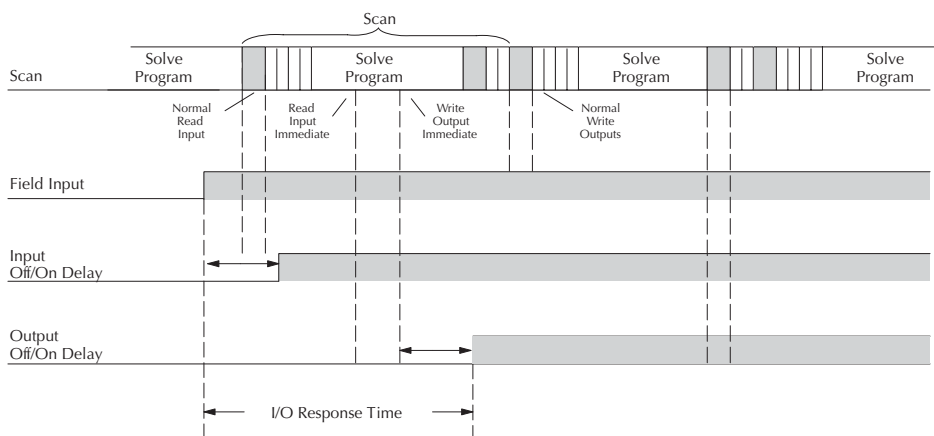 Scan
Scan
Solve
Program
Solve
Program
Solve
Program
Solve
Program
Normal
Read
Input
Read
Input
Immediate
Write
Output
Immediate
Normal
Write
Outputs
Field Input
Input
Off/On Delay
Output
Off/On Delay
I/O Response Time